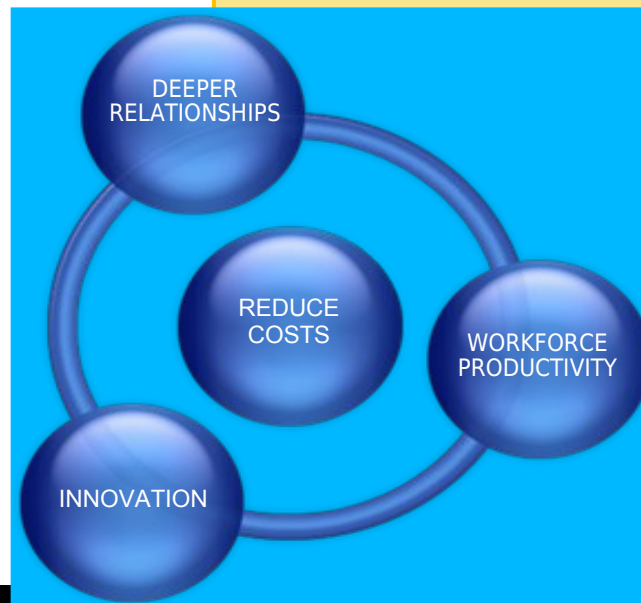 DEEPER
RELATIONSHIPS
REDUCE
COSTS
WORKFORCE
PRODUCTIVITY
INNOVATION